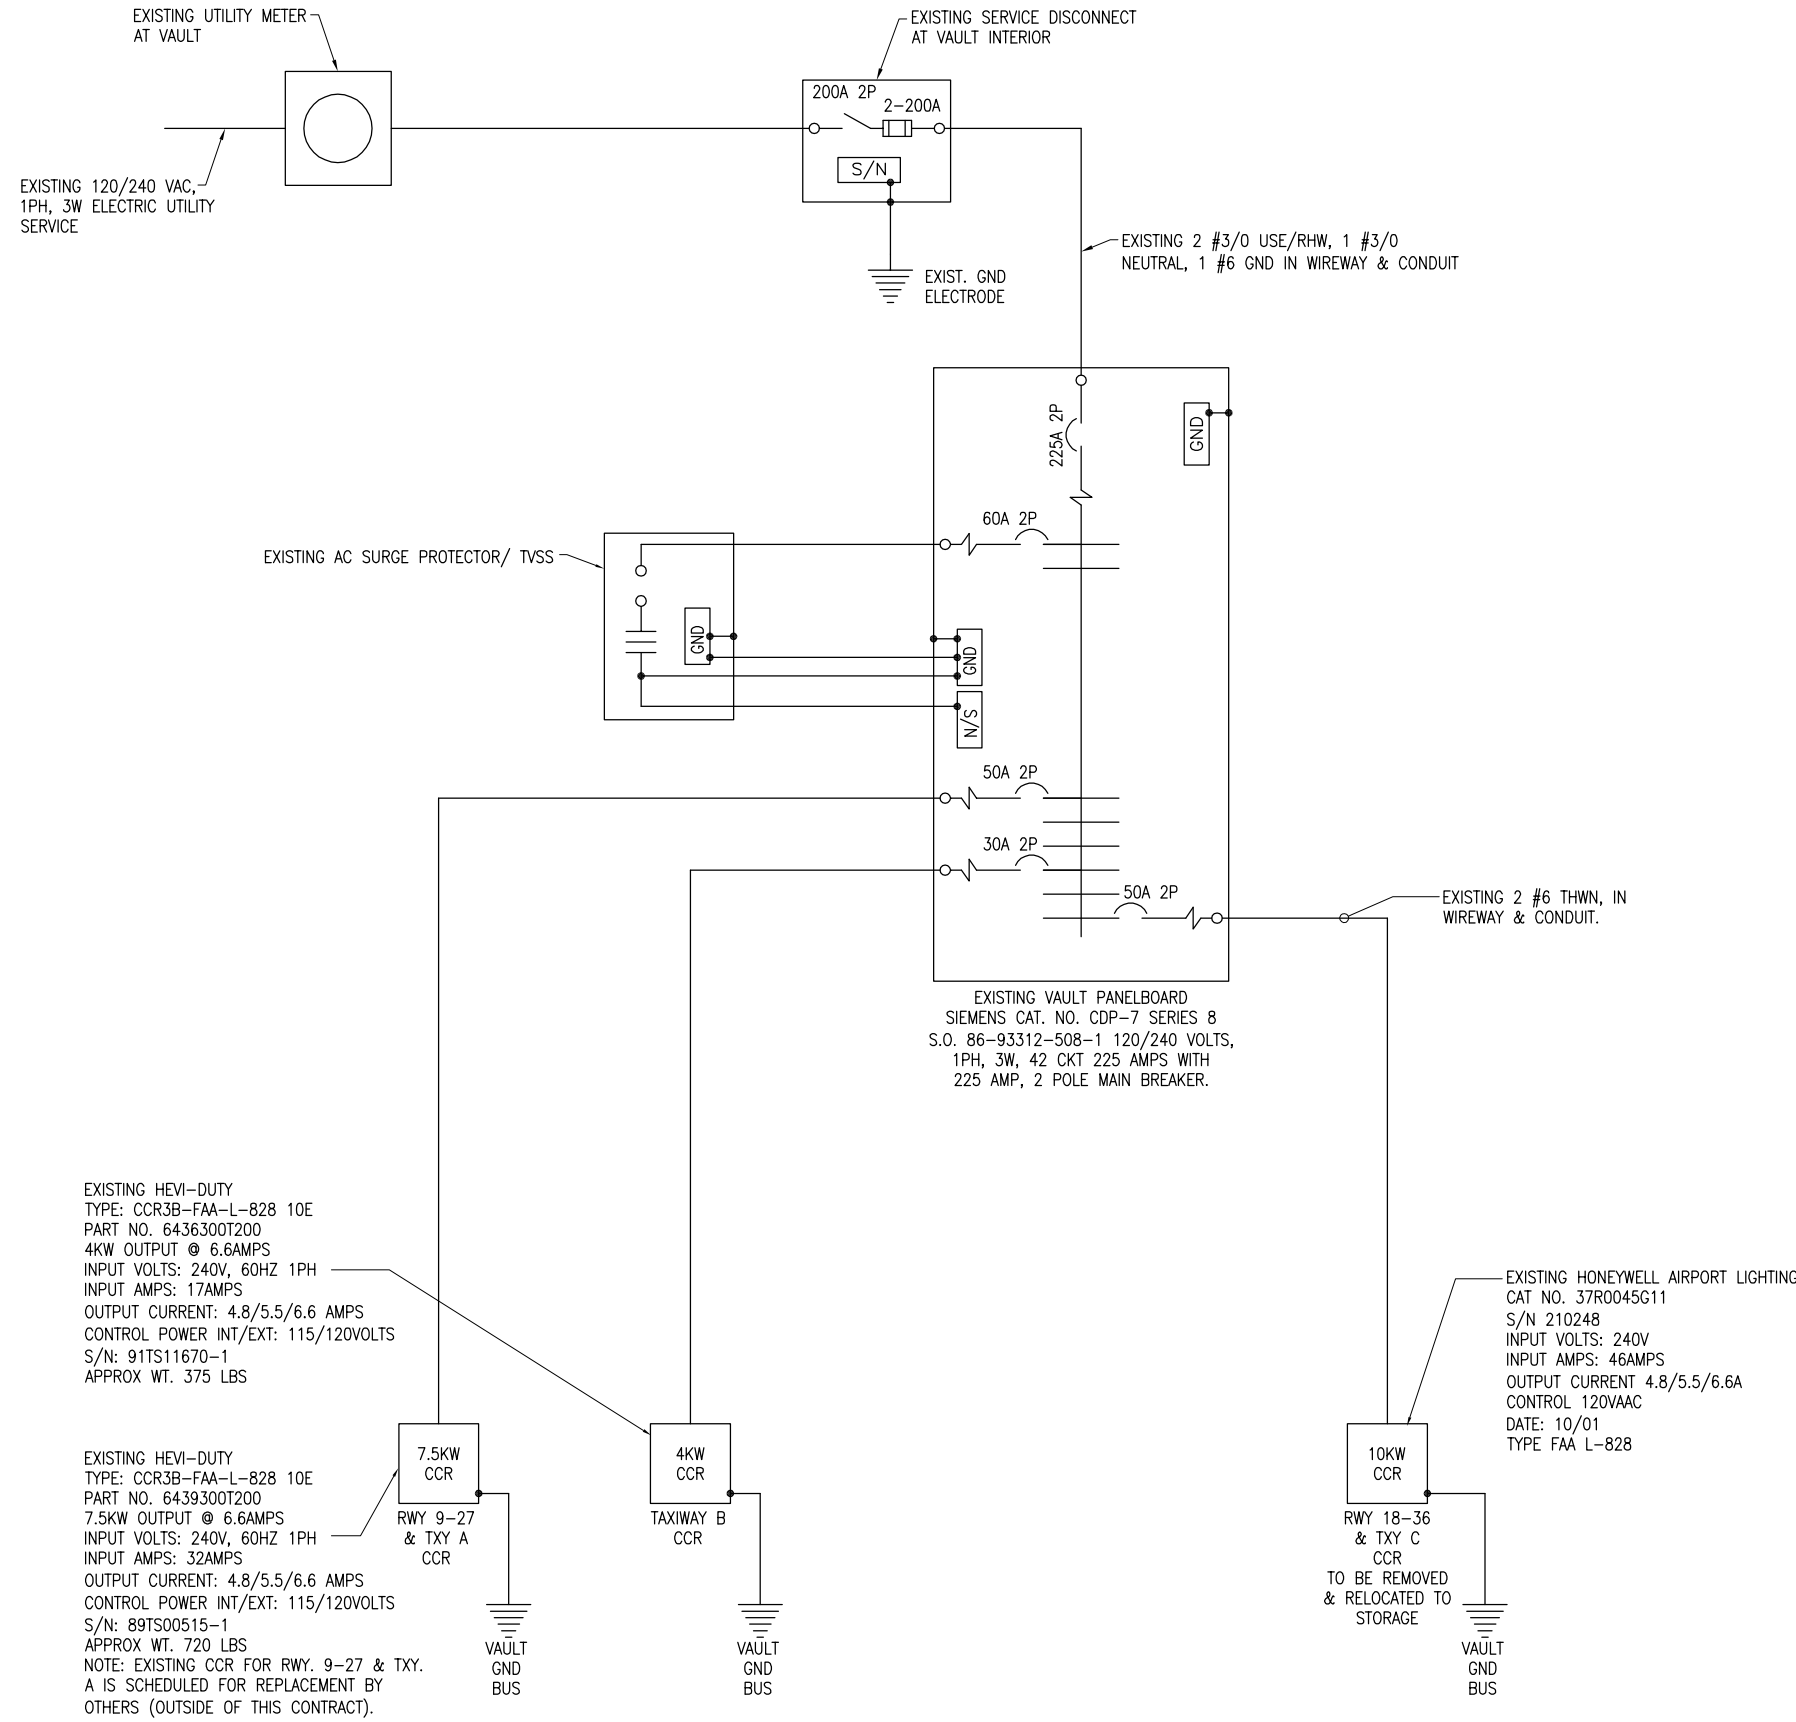 EXISTING UTILITY METER
AT VAULT
EXISTING SERVICE DISCONNECT
AT VAULT INTERIOR
200A 2P
2-200A
S/N
EXISTING 120/240 VAC,
1PH, 3W ELECTRIC UTILITY
SERVICE
EXIST. GND
ELECTRODE
EXISTING 2 #3/0 USE/RHW, 1 #3/0
NEUTRAL, 1 #6 GND IN WIREWAY & CONDUIT
225A 2P
GND
60A 2P
EXISTING AC SURGE PROTECTOR/ TVSS
GND
GND
N/S
50A 2P
30A 2P
50A 2P
EXISTING 2 #6 THWN, IN
WIREWAY & CONDUIT.
EXISTING VAULT PANELBOARD
SIEMENS CAT. NO. CDP-7 SERIES 8
S.O. 86-93312-508-1 120/240 VOLTS,
1PH, 3W, 42 CKT 225 AMPS WITH
225 AMP, 2 POLE MAIN BREAKER.
EXISTING HEVI-DUTY
TYPE: CCR3B-FAA-L-828 10E
PART NO. 6436300T200
4KW OUTPUT @ 6.6AMPS
INPUT VOLTS: 240V, 60HZ 1PH
INPUT AMPS: 17AMPS
OUTPUT CURRENT: 4.8/5.5/6.6 AMPS
CONTROL POWER INT/EXT: 115/120VOLTS
S/N: 91TS11670-1
APPROX WT. 375 LBS
EXISTING HONEYWELL AIRPORT LIGHTING
CAT NO. 37R0045G11
S/N 210248
INPUT VOLTS: 240V
INPUT AMPS: 46AMPS
OUTPUT CURRENT 4.8/5.5/6.6A
CONTROL 120VAAC
DATE: 10/01
TYPE FAA L-828
EXISTING HEVI-DUTY
TYPE: CCR3B-FAA-L-828 10E
PART NO. 6439300T200
7.5KW OUTPUT @ 6.6AMPS
INPUT VOLTS: 240V, 60HZ 1PH
INPUT AMPS: 32AMPS
OUTPUT CURRENT: 4.8/5.5/6.6 AMPS
CONTROL POWER INT/EXT: 115/120VOLTS
S/N: 89TS00515-1
APPROX WT. 720 LBS
NOTE: EXISTING CCR FOR RWY. 9-27 & TXY.
A IS SCHEDULED FOR REPLACEMENT BY
OTHERS (OUTSIDE OF THIS CONTRACT).
7.5KW
CCR
RWY 9-27
& TXY A
CCR
VAULT
GND
BUS
4KW
CCR
TAXIWAY B
CCR
VAULT
GND
BUS
10KW
CCR
RWY 18-36
& TXY C
CCR
TO BE REMOVED
& RELOCATED TO
STORAGE
VAULT
GND
BUS